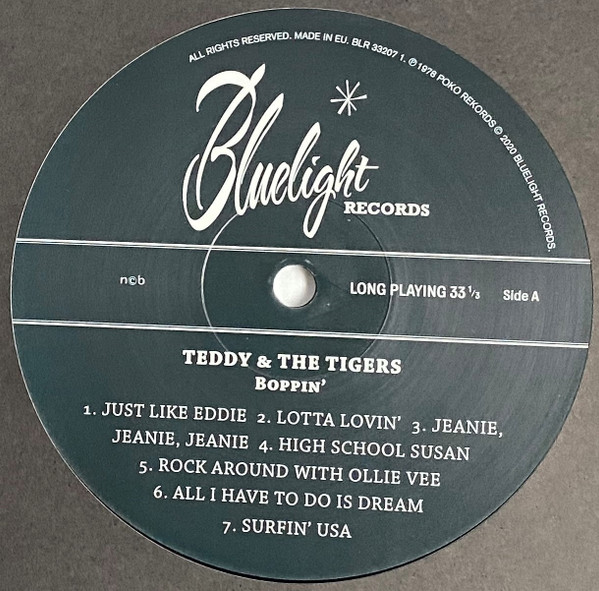 ALL RIGHTS RESERVED. MADE IN EU. BLR 33207 1. ℗ 1978 POKO REKORDS © 2020 BLUELIGHT RECORDS.
Bluelight
RECORDS
n©b
LONG PLAYING 33 ⅓ Side A
TEDDY & THE TIGERS
BOPPIN'
1. JUST LIKE EDDIE 2. LOTTA LOVIN' 3. JEANIE,
JEANIE, JEANIE 4. HIGH SCHOOL SUSAN
5. ROCK AROUND WITH OLLIE VEE
6. ALL I HAVE TO DO IS DREAM
7. SURFIN' USA